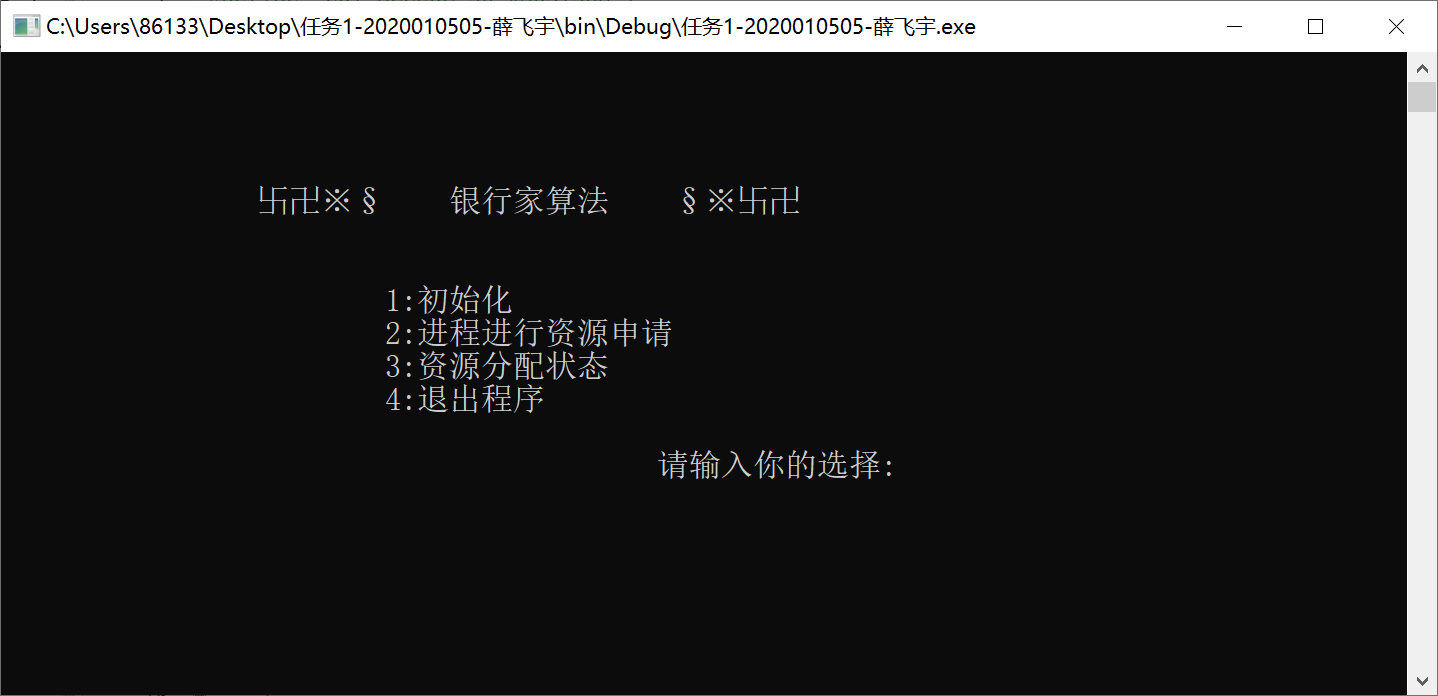 C:\Users\86133\Desktop\任务1-2020010505-薛飞宇\bin\Debug\任务1-2020010505-薛飞宇.exe
卐卍※§ 银行家算法 §※卐卍
1:初始化
2:进程进行资源申请
3:资源分配状态
4:退出程序
请输入你的选择: